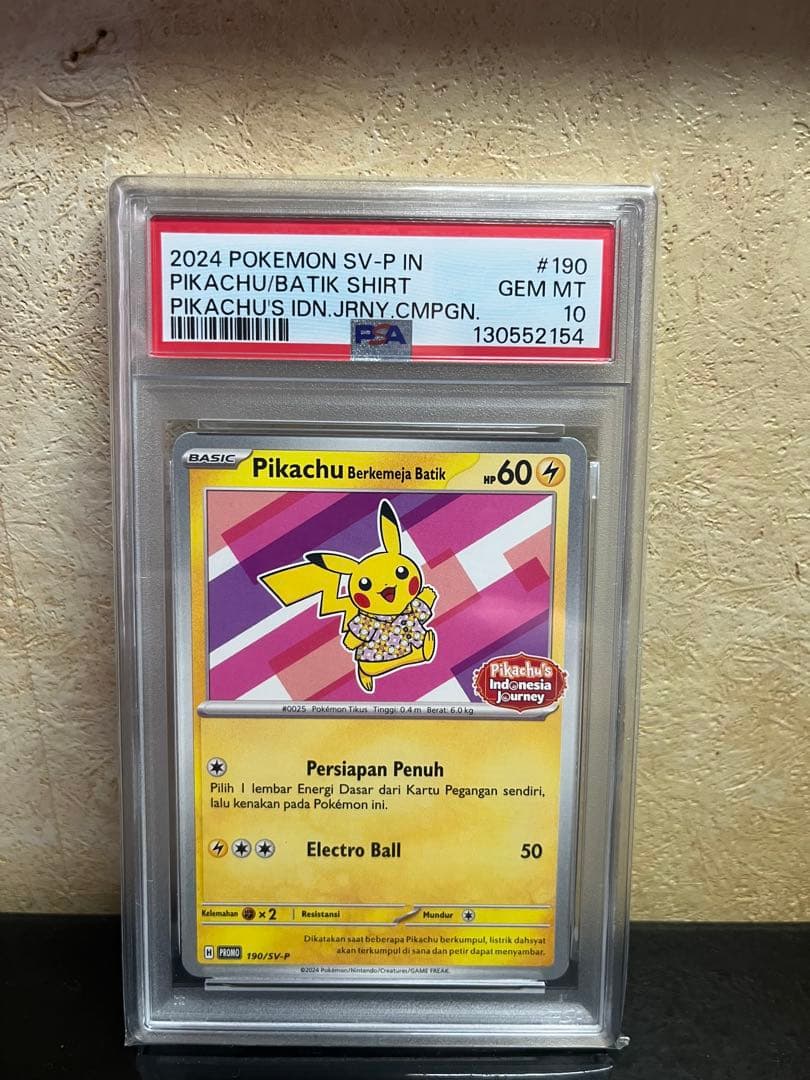 2024 POKEMON SV-P IN #190
PIKACHU/BATIK SHIRT GEM MT
PIKACHU'S IDN.JRNY.CMPGN. 10
PSA 130552154
BASIC Pikachu Berkemeja Batik HP 60
Pikachu's
Indonesia
Journey
#0025 Pokémon Tikus Tinggi: 0.4 m Berat: 6.0 kg
Persiapan Penuh
Pilih 1 lembar Energi Dasar dari Kartu Pegangan sendiri,
lalu kenakan pada Pokémon ini.
Electro Ball 50
Kelemahan ×2 Resistansi Mundur
Dikatakan saat beberapa Pikachu berkumpul, listrik dahsyat
akan terkumpul di sana dan petir dapat menyambar.
H PROMO 190/SV-P
©2024 Pokémon/Nintendo/Creatures/GAME FREAK.